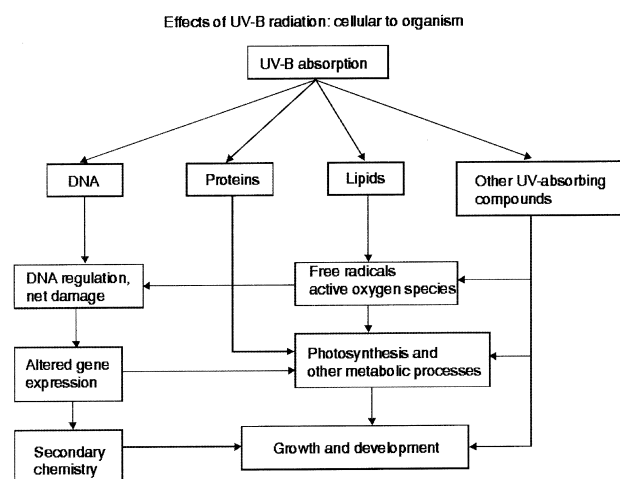 Effects of UV-B radiation: cellular to organism
UV-B absorption
DNA
Proteins
Lipids
Other UV-absorbing
compounds
DNA regulation,
net damage
Free radicals
active oxygen species
Altered gene
expression
Photosynthesis and
other metabolic processes
Secondary
chemistry
Growth and development